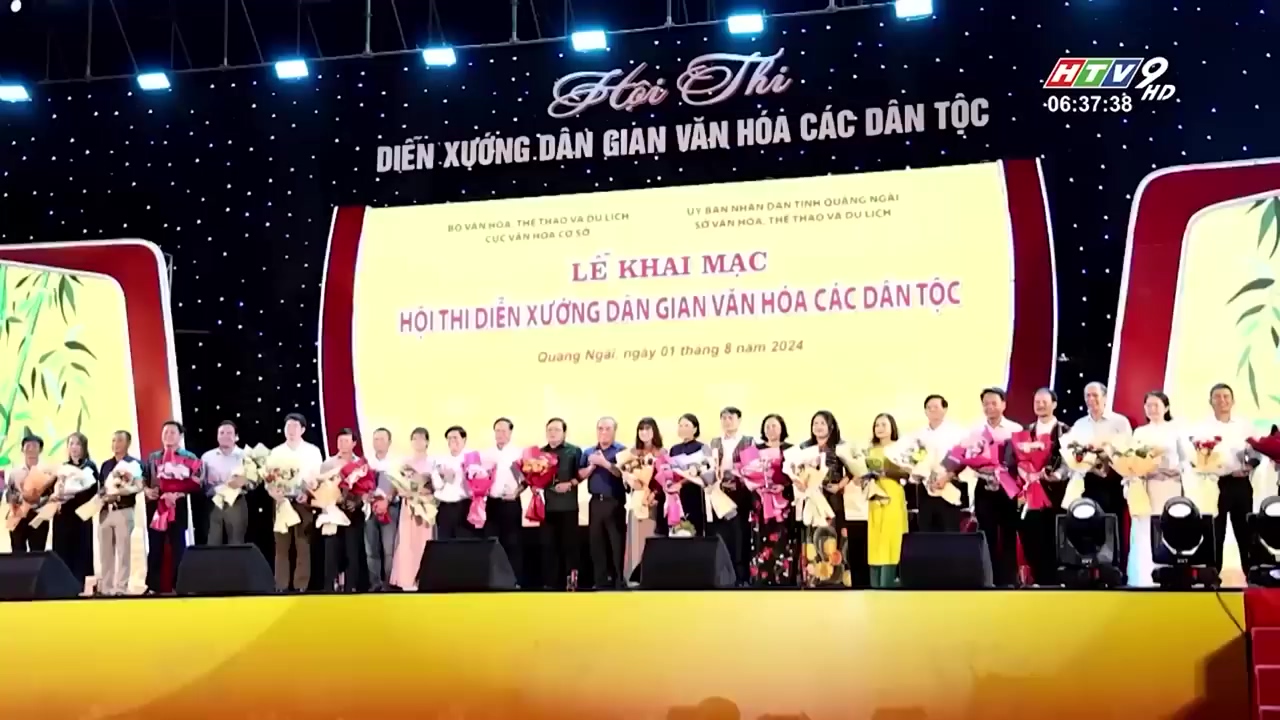 HTV9
HD
06:37:38
Hội Thi
DIỄN XƯỚNG DÂN GIAN VĂN HÓA CÁC DÂN TỘC
BỘ VĂN HÓA, THỂ THAO VÀ DU LỊCH
CỤC VĂN HÓA CƠ SỞ
ỦY BAN NHÂN DÂN TỈNH QUẢNG NGÃI
SỞ VĂN HÓA, THỂ THAO VÀ DU LỊCH
LỄ KHAI MẠC
HỘI THI DIỄN XƯỚNG DÂN GIAN VĂN HÓA CÁC DÂN TỘC
Quảng Ngãi, ngày 01 tháng 8 năm 2024